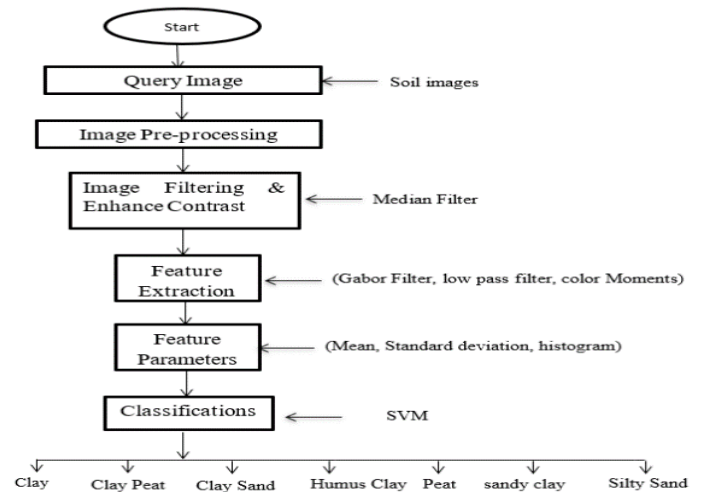 Start
Query Image
Soil images
Image Pre-processing
Image Filtering &
Enhance Contrast
Median Filter
Feature
Extraction
(Gabor Filter, low pass filter, color Moments)
Feature
Parameters
(Mean, Standard deviation, histogram)
Classifications
SVM
Clay Clay Peat Clay Sand Humus Clay Peat sandy clay Silty Sand